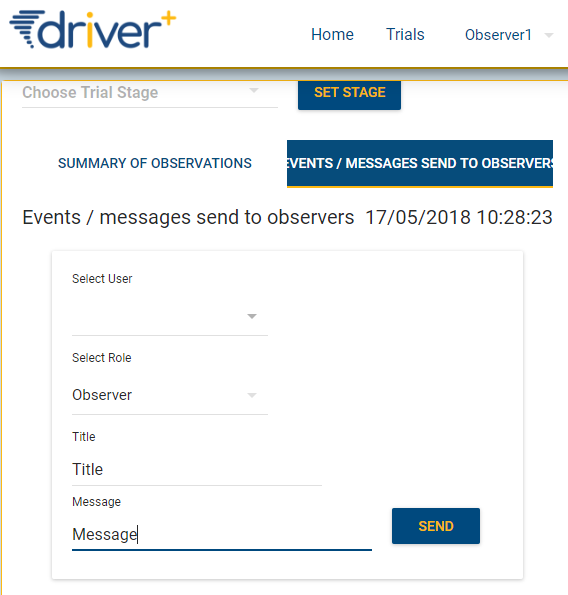 driver+
Home Trials Observer1
Choose Trial Stage SET STAGE
SUMMARY OF OBSERVATIONS EVENTS / MESSAGES SEND TO OBSERVERS
Events / messages send to observers 17/05/2018 10:28:23
Select User
Select Role
Observer
Title
Title
Message
Message SEND